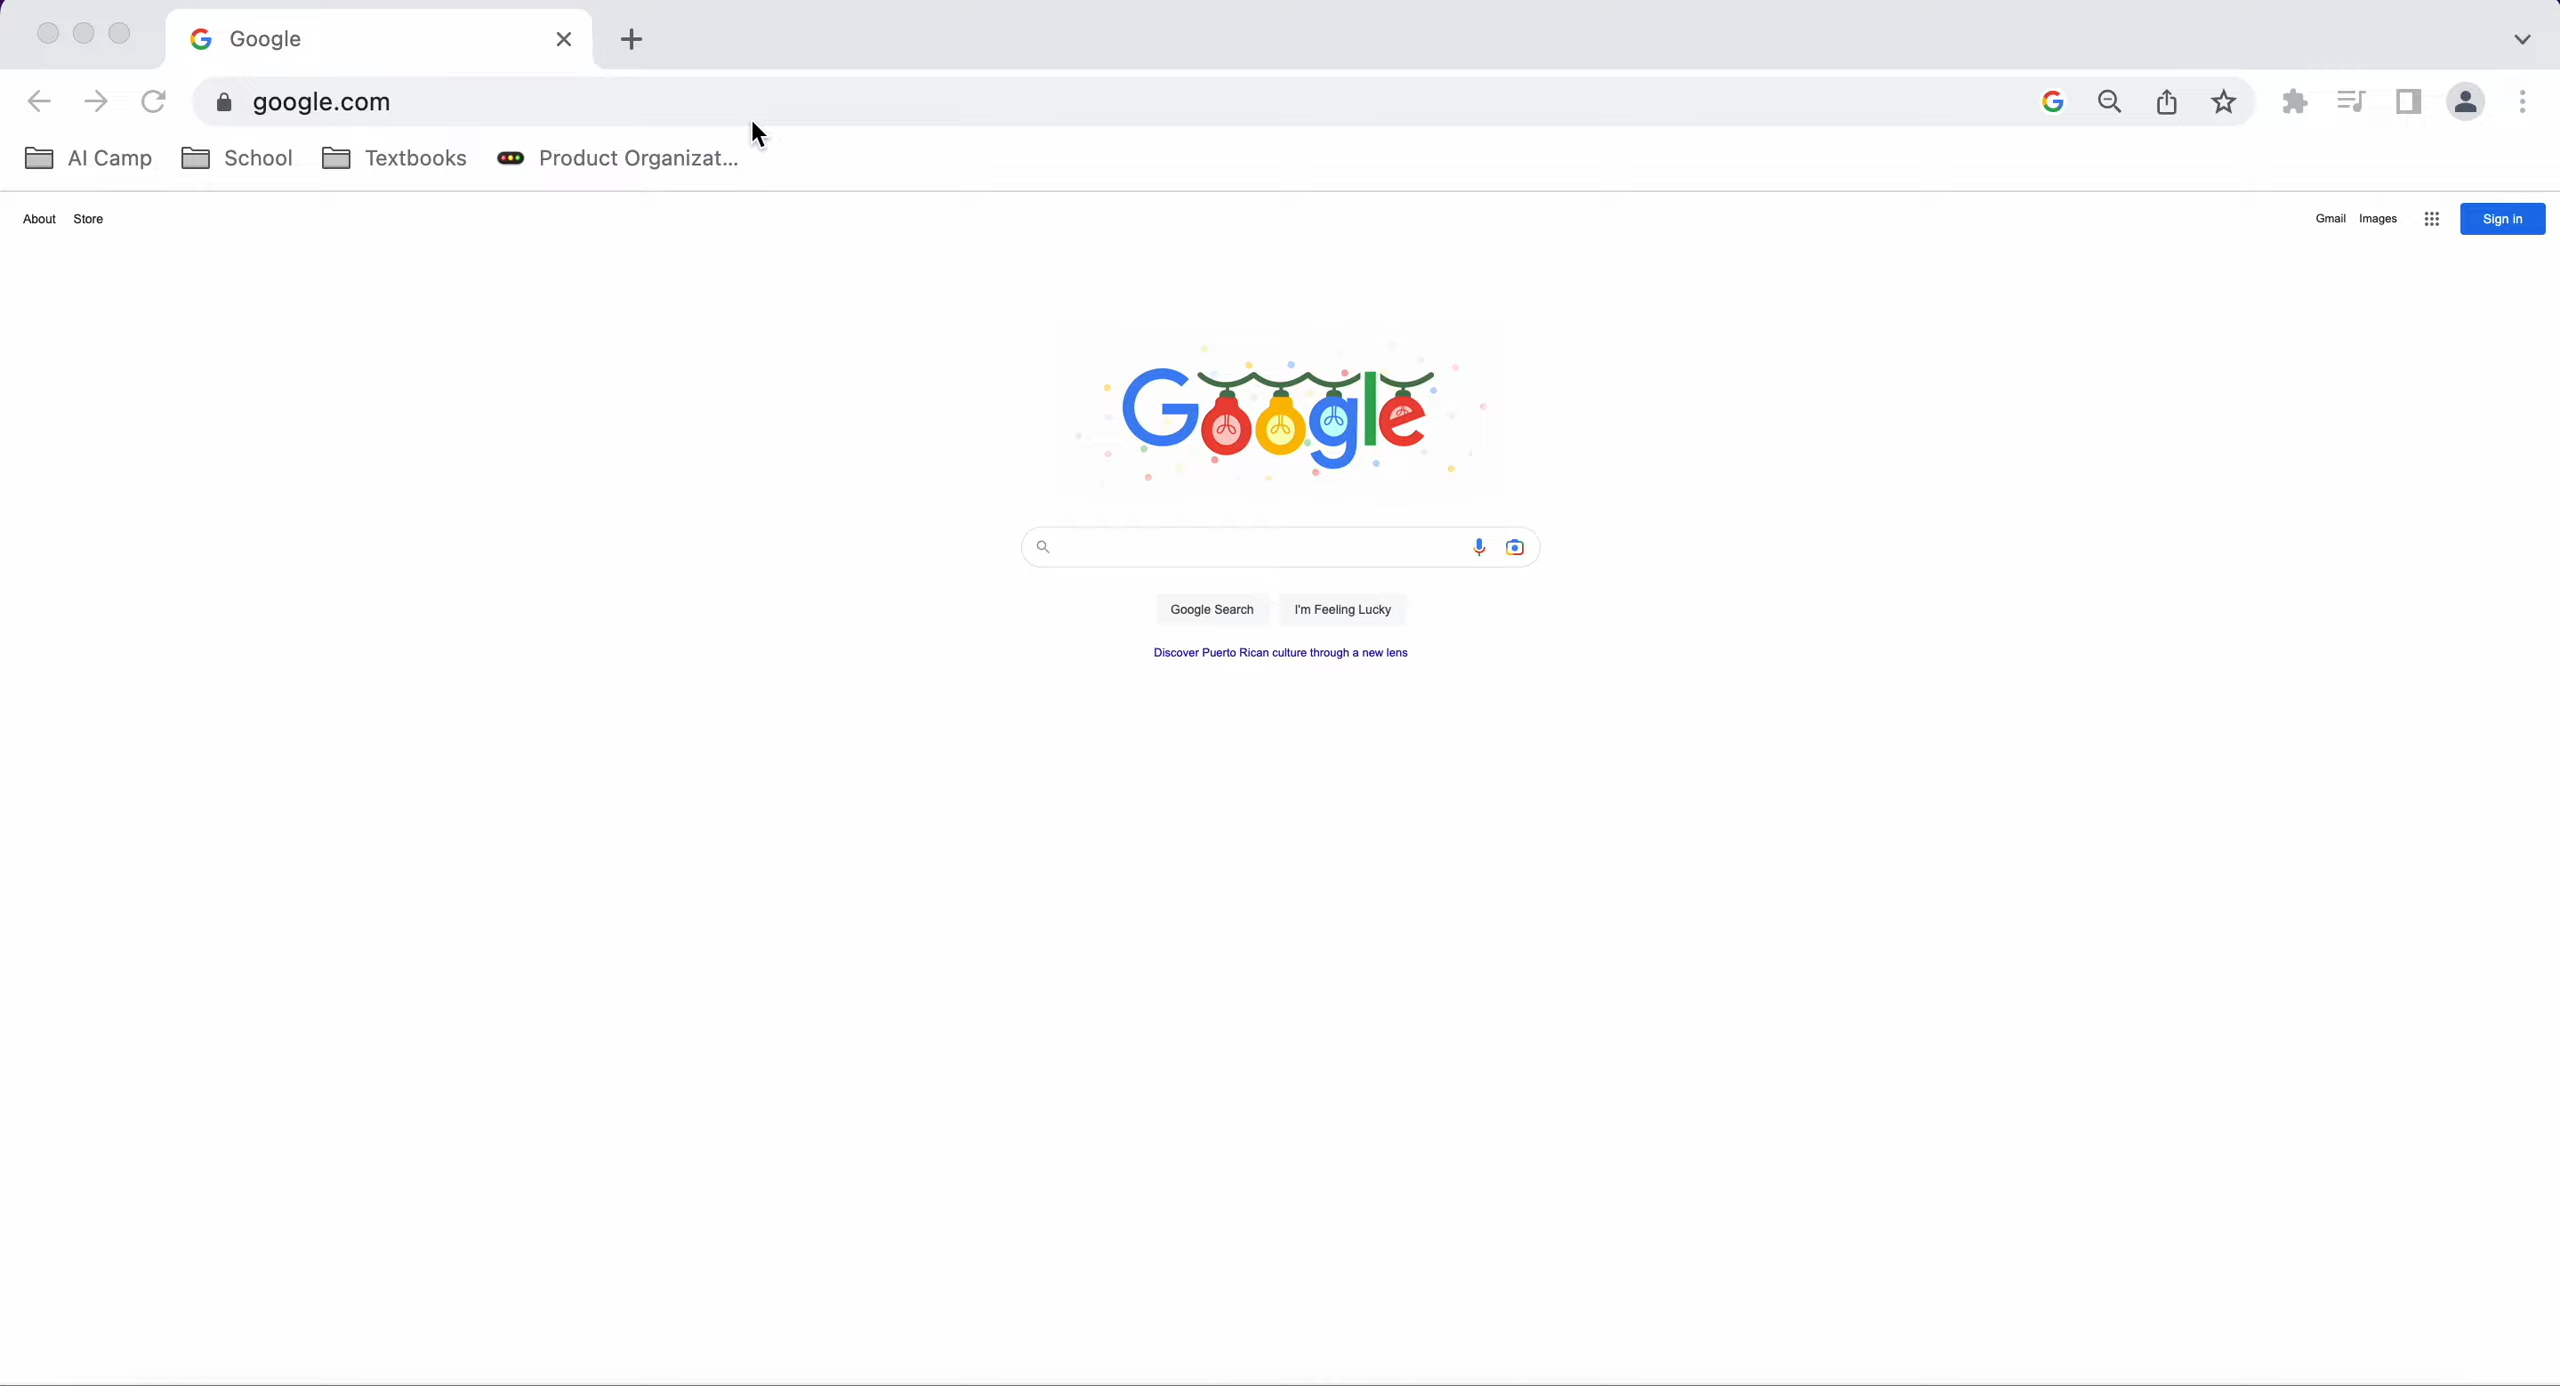 Google
google.com
AI Camp School Textbooks Product Organizat...
About Store Gmail Images Sign in
Google
Google Search I'm Feeling Lucky
Discover Puerto Rican culture through a new lens